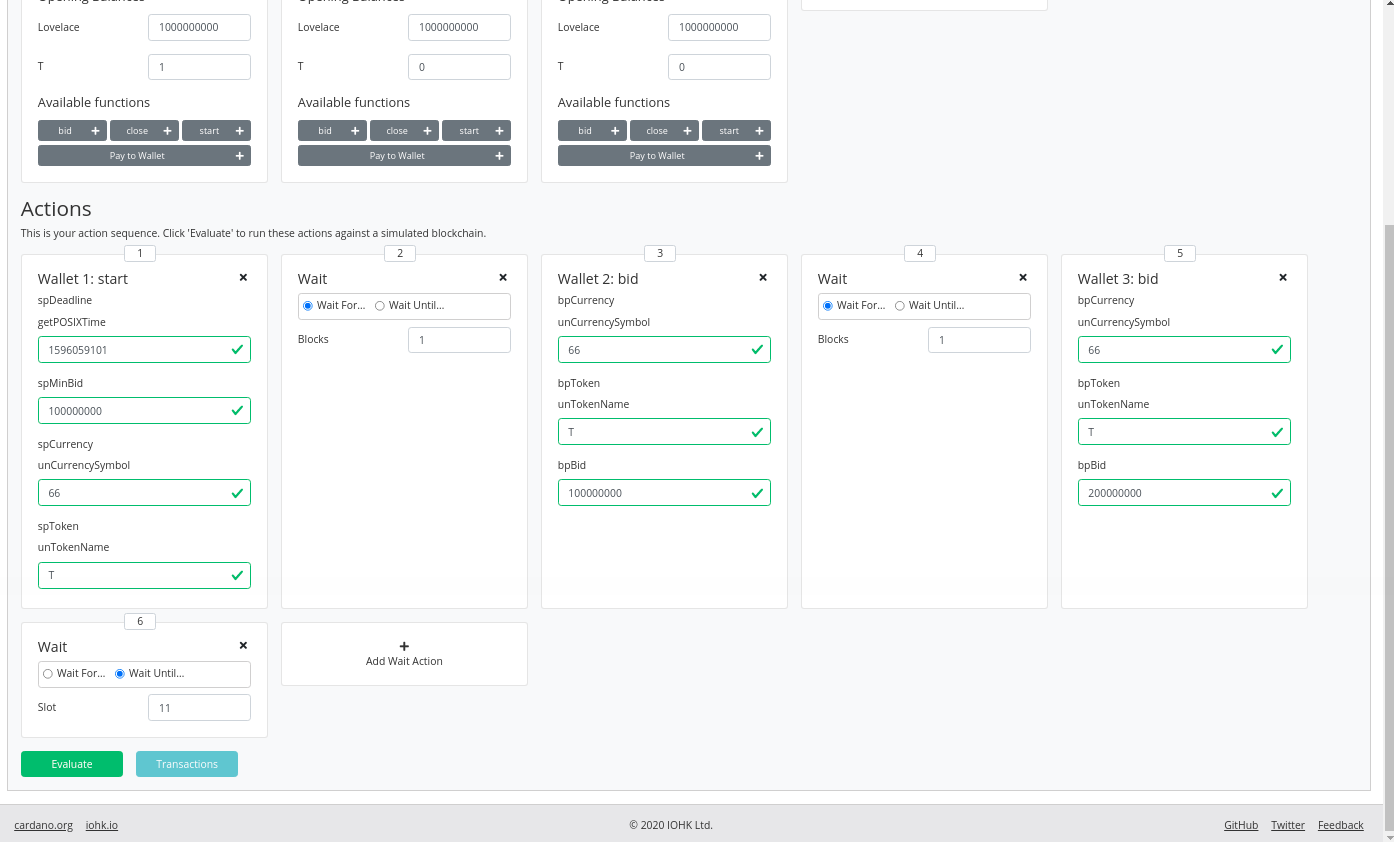 Opening Balances Opening Balances Opening Balances
Lovelace 1000000000 Lovelace 1000000000 Lovelace 1000000000
T 1 T 0 T 0
Available functions Available functions Available functions
bid + close + start + bid + close + start + bid + close + start +
Pay to Wallet + Pay to Wallet + Pay to Wallet +
Actions
This is your action sequence. Click 'Evaluate' to run these actions against a simulated blockchain.
1
Wallet 1: start
spDeadline
getPOSIXTime
1596059101
spMinBid
100000000
spCurrency
unCurrencySymbol
66
spToken
unTokenName
T
2
Wait
Wait For... Wait Until...
Blocks 1
3
Wallet 2: bid
bpCurrency
unCurrencySymbol
66
bpToken
unTokenName
T
bpBid
100000000
4
Wait
Wait For... Wait Until...
Blocks 1
5
Wallet 3: bid
bpCurrency
unCurrencySymbol
66
bpToken
unTokenName
T
bpBid
200000000
6
Wait
Wait For... Wait Until...
Slot 11
+
Add Wait Action
Evaluate Transactions
cardano.org iohk.io © 2020 IOHK Ltd. GitHub Twitter Feedback